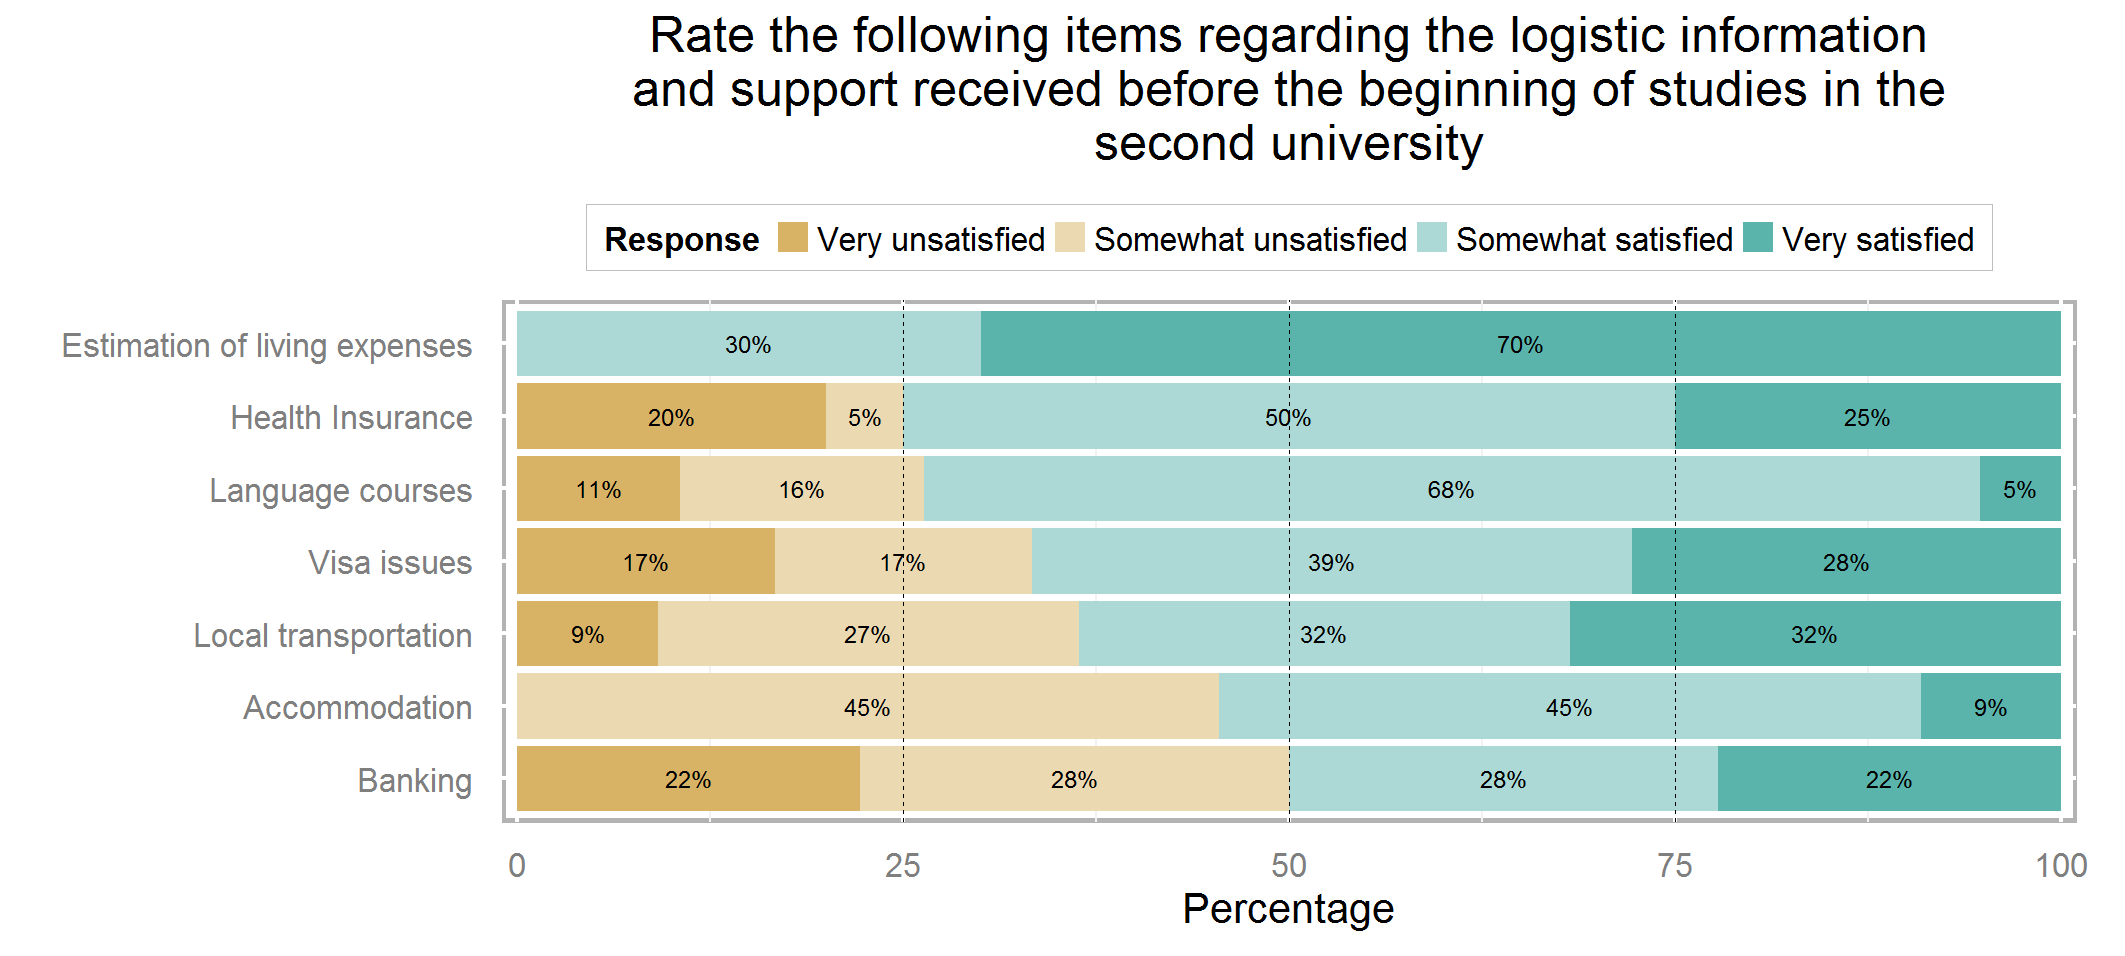 Rate the following items regarding the logistic information
and support received before the beginning of studies in the
second university
Response Very unsatisfied Somewhat unsatisfied Somewhat satisfied Very satisfied
Estimation of living expenses 30% 70%
Health Insurance 20% 5% 50% 25%
Language courses 11% 16% 68% 5%
Visa issues 17% 17% 39% 28%
Local transportation 9% 27% 32% 32%
Accommodation 45% 45% 9%
Banking 22% 28% 28% 22%
0 25 50 75 100
Percentage